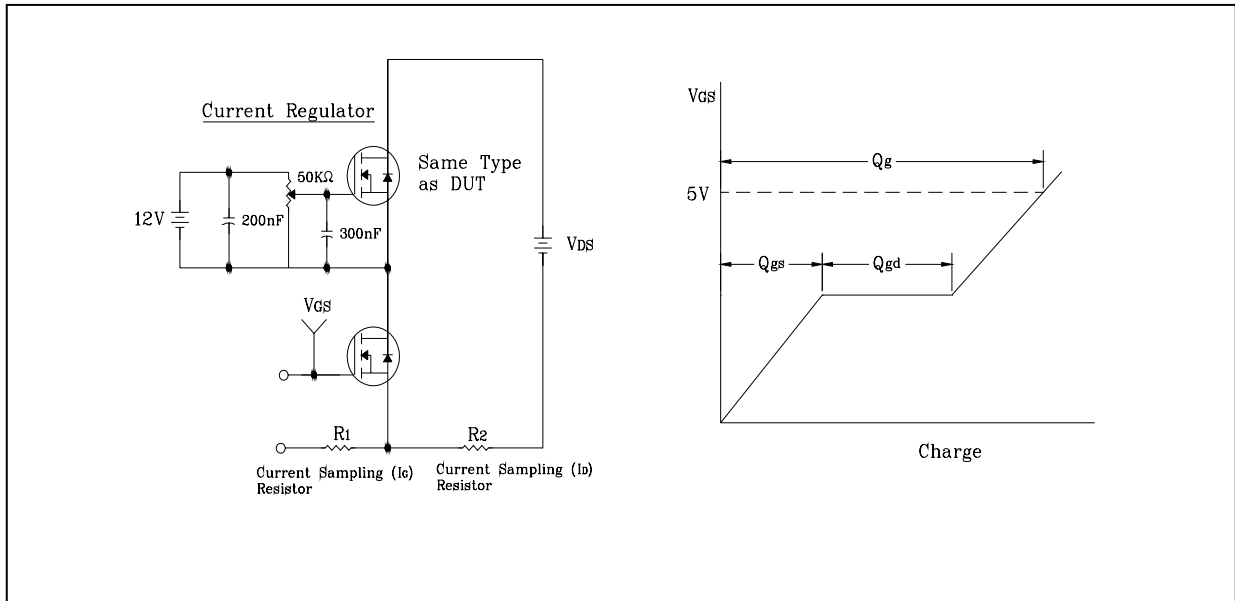 Current Regulator
50KΩ
Same Type
as DUT
12V
200nF
300nF
VDS
VGS
R1
R2
Current Sampling (IG)
Resistor
Current Sampling (ID)
Resistor
VGS
Qg
5V
Qgs
Qgd
Charge